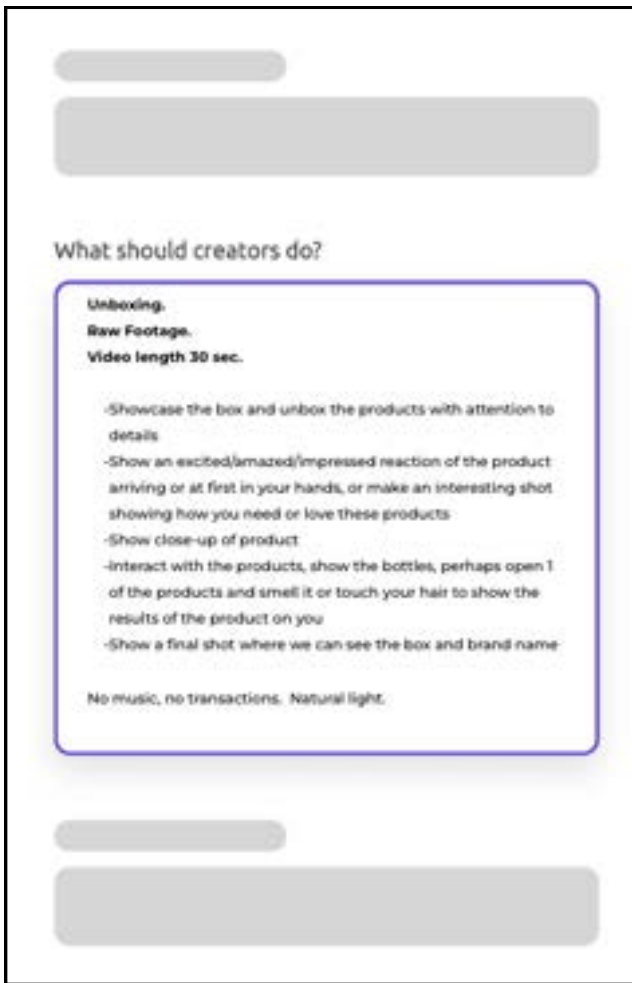 What should creators do?
Unboxing.
Raw Footage.
Video length 30 sec.
-Showcase the box and unbox the products with attention to
details
-Show an excited/amazed/impressed reaction of the product
arriving or at first in your hands, or make an interesting shot
showing how you need or love these products
-Show close-up of product
-Interact with the products, show the bottles, perhaps open 1
of the products and smell it or touch your hair to show the
results of the product on you
-Show a final shot where we can see the box and brand name
No music, no transactions. Natural light.